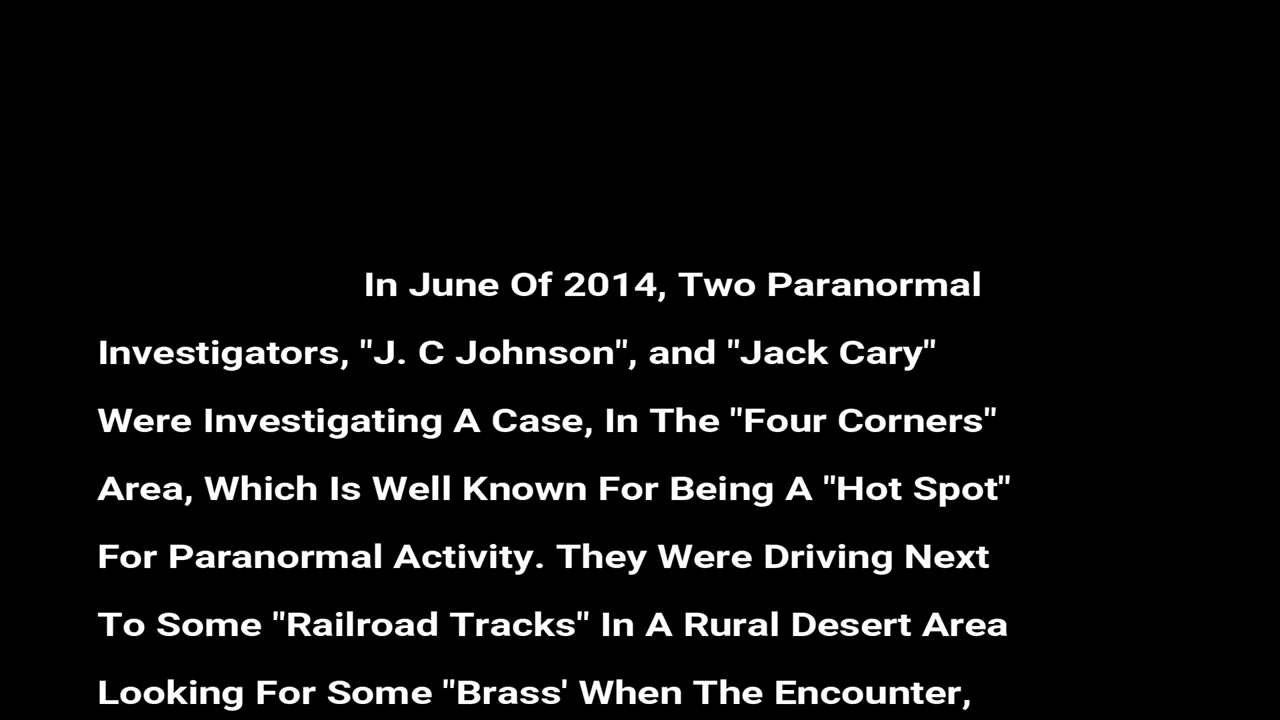 In June Of 2014, Two Paranormal
Investigators, "J. C Johnson", and "Jack Cary"
Were Investigating A Case, In The "Four Corners"
Area, Which Is Well Known For Being A "Hot Spot"
For Paranormal Activity. They Were Driving Next
To Some "Railroad Tracks" In A Rural Desert Area
Looking For Some "Brass' When The Encounter,